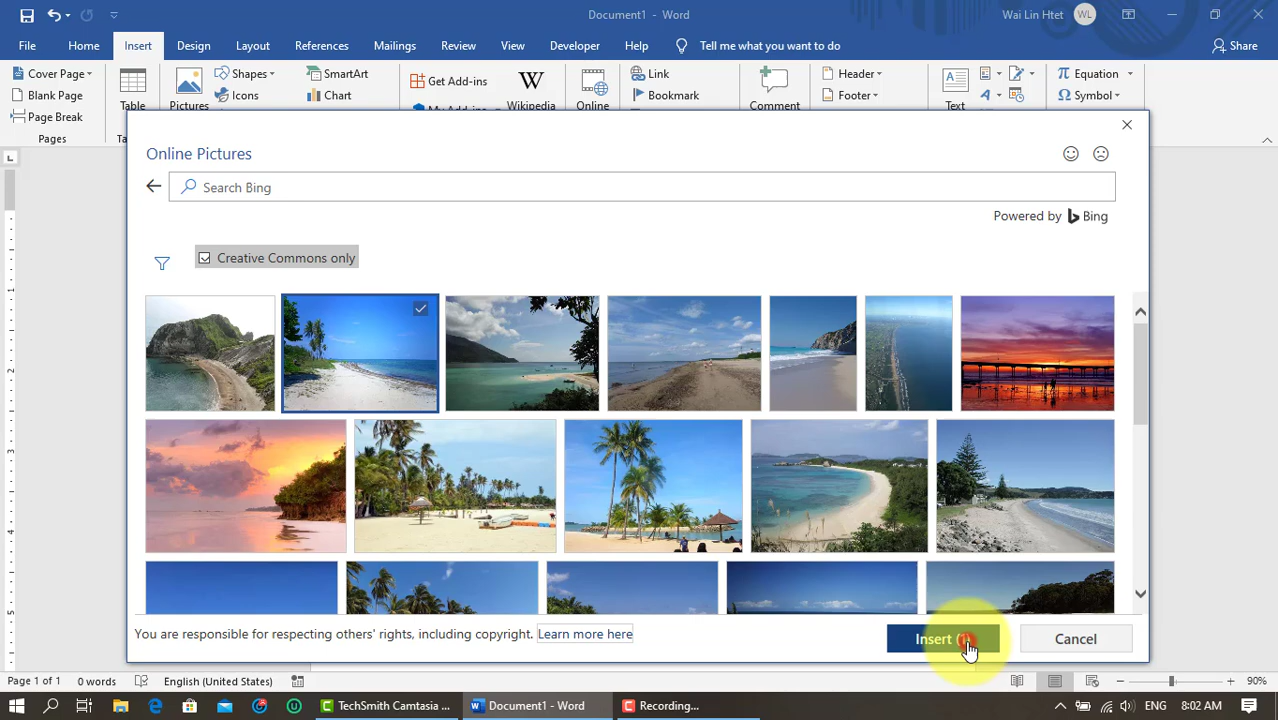 Document1 - Word
Wai Lin Htet WL
File Home Insert Design Layout References Mailings Review View Developer Help Tell me what you want to do Share
Cover Page Shapes SmartArt Get Add-ins Link Header Equation
Blank Page Icons Chart Bookmark Footer Symbol
Table Pictures Wikipedia Online Comment Text
Page Break
Pages
Online Pictures
Search Bing
Powered by Bing
Creative Commons only
You are responsible for respecting others' rights, including copyright. Learn more here
Insert
Cancel
Page 1 of 1 0 words English (United States) 90%
TechSmith Camtasia ... Document1 - Word Recording... 8:02 AM